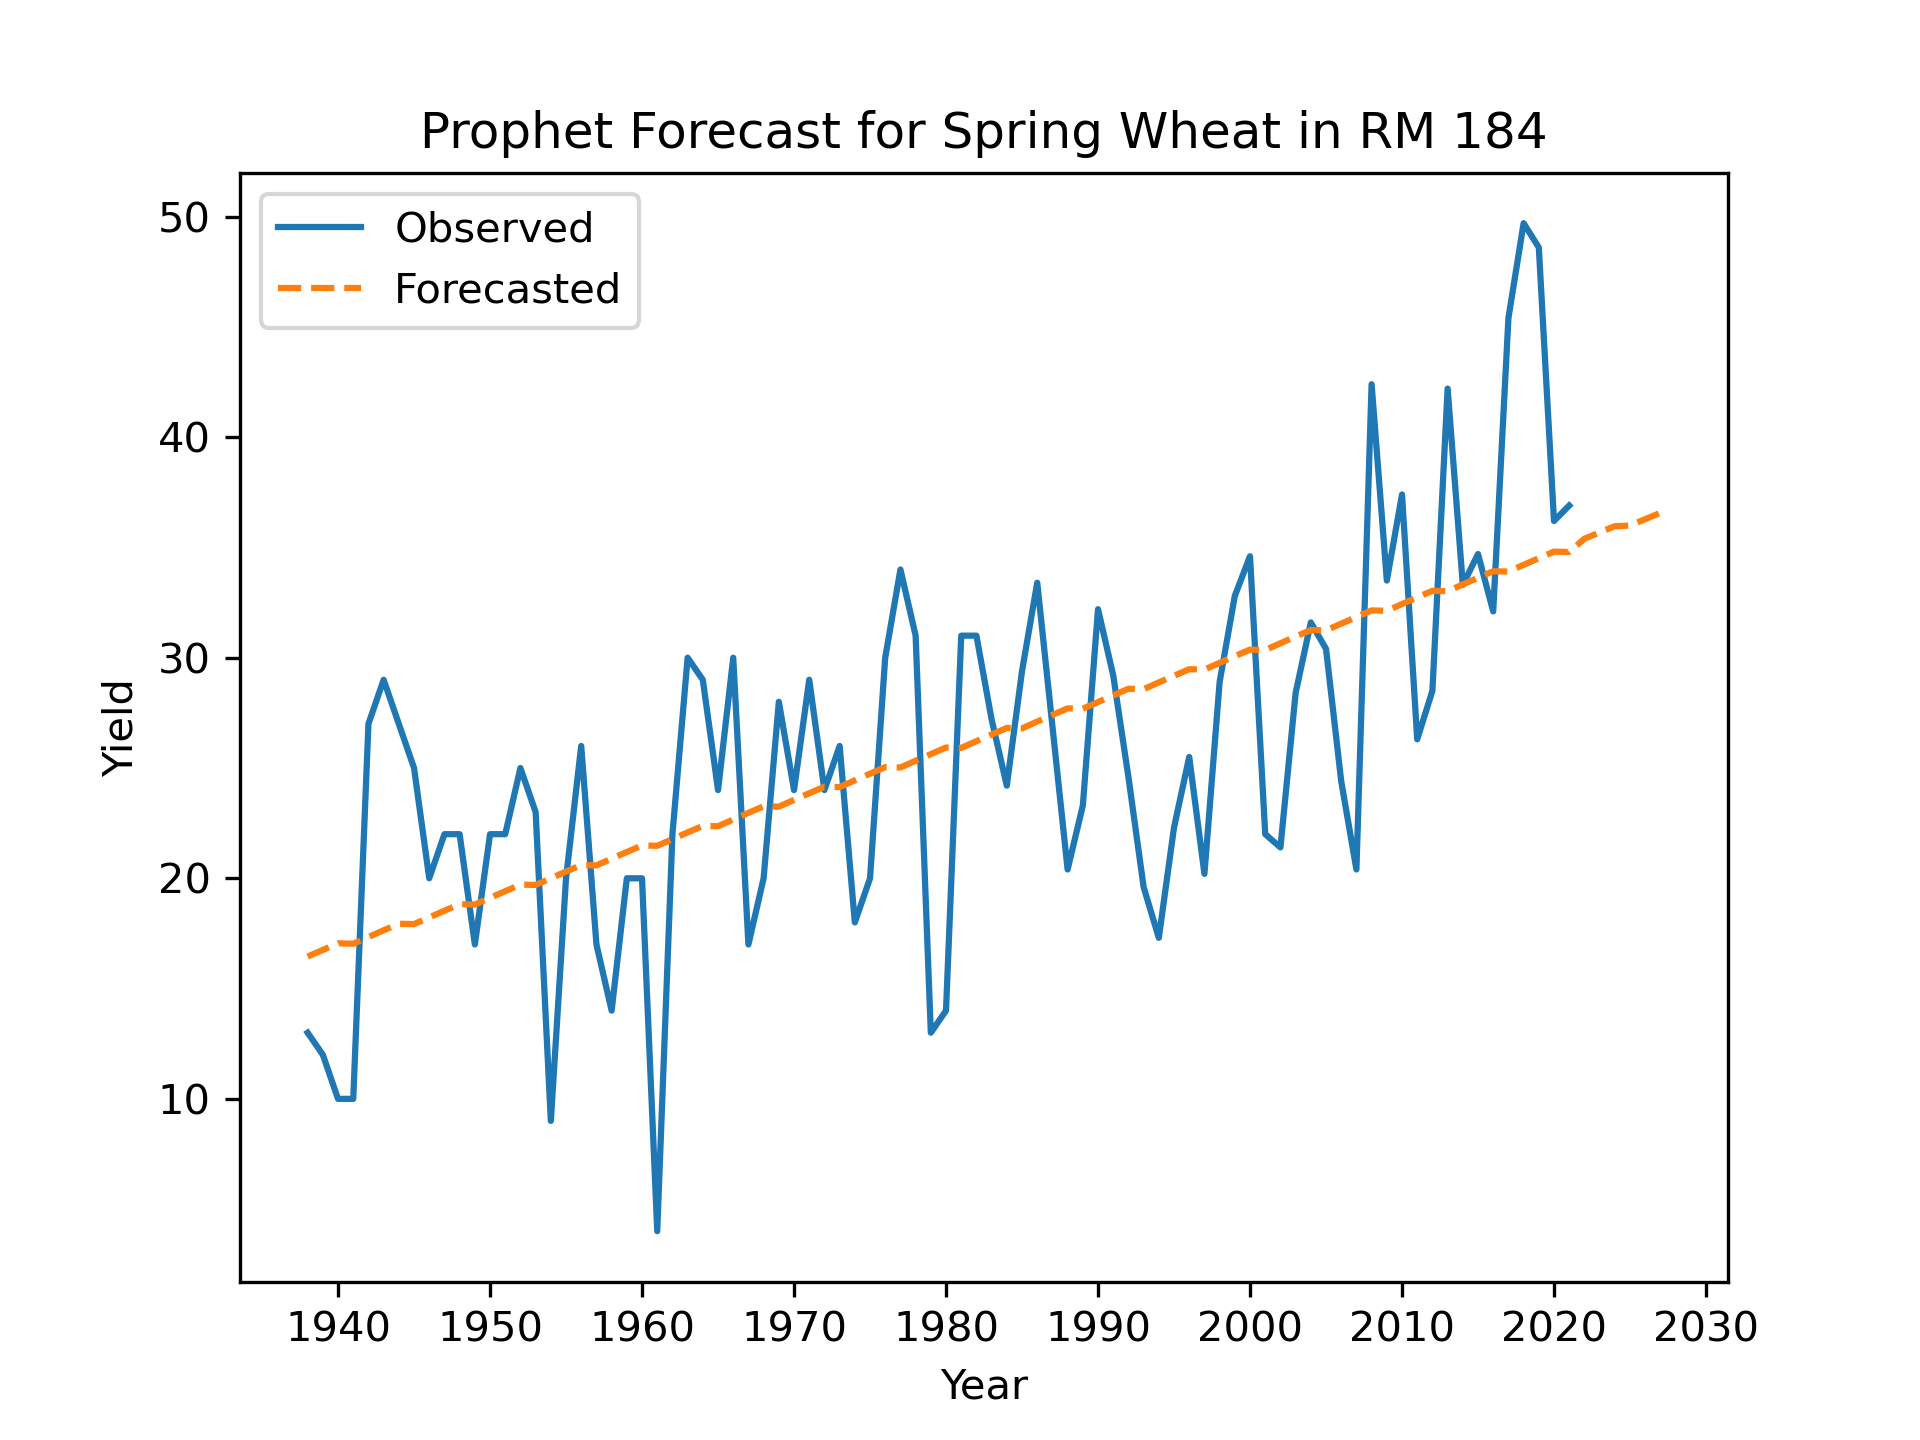 Prophet Forecast for Spring Wheat in RM 184
Observed
Forecasted
50
40
30
20
10
Yield
1940 1950 1960 1970 1980 1990 2000 2010 2020 2030
Year